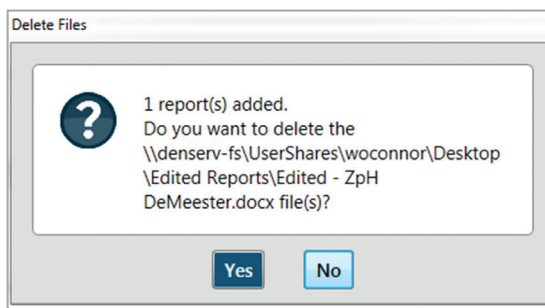 Delete Files
?
1 report(s) added.
Do you want to delete the
\\denserv-fs\UserShares\woconnor\Desktop
\Edited Reports\Edited - ZpH
DeMeester.docx file(s)?
Yes No